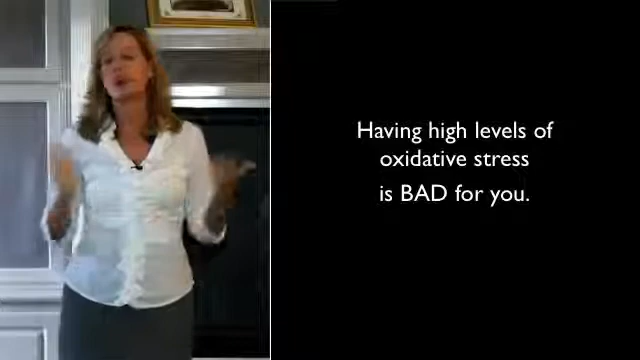 Having high levels of
oxidative stress
is BAD for you.